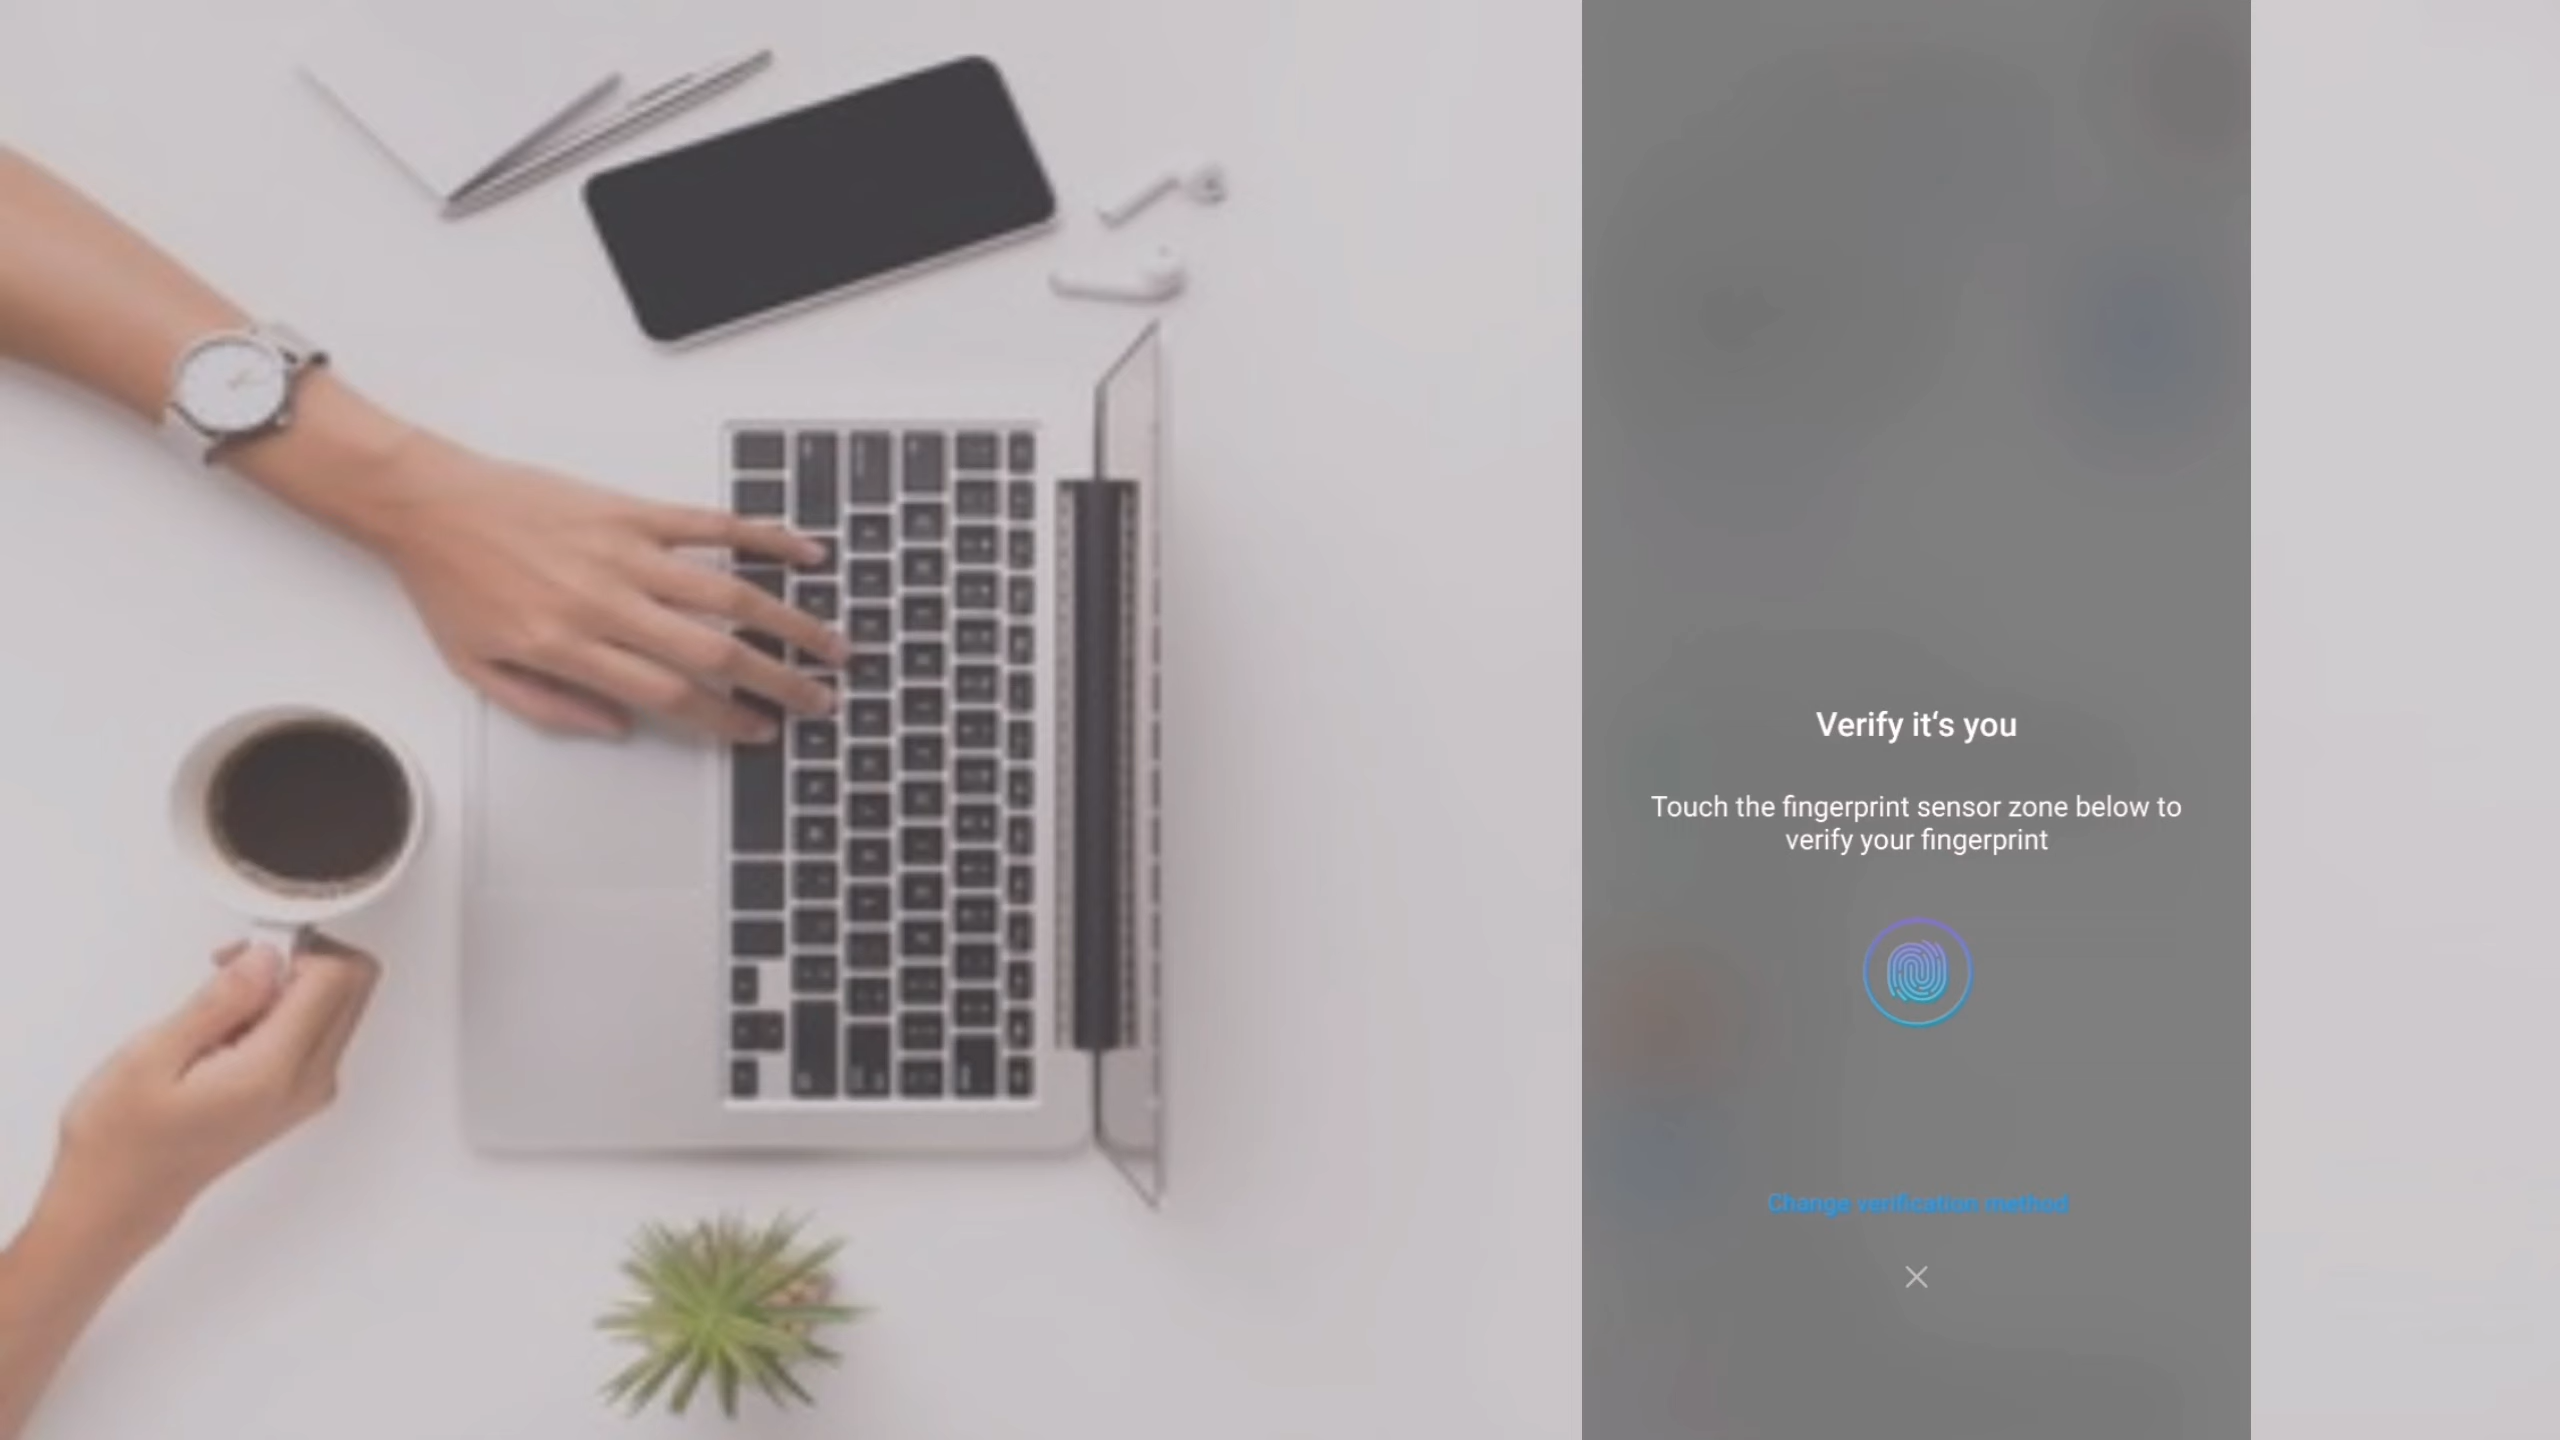 Verify it‘s you
Touch the fingerprint sensor zone below to
verify your fingerprint
Change verification method